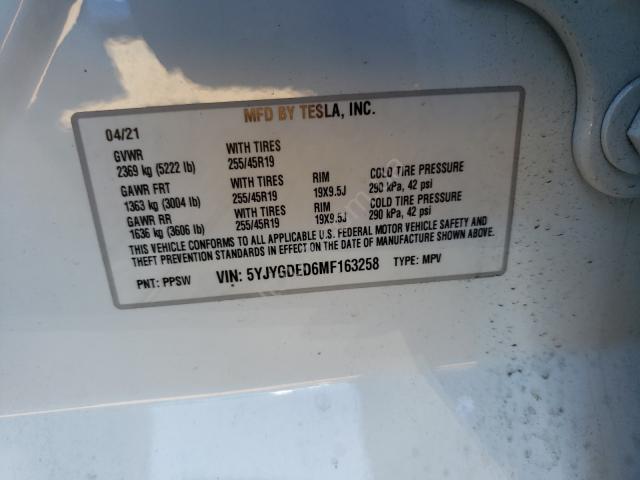 MFD BY TESLA, INC.
04/21
GVWR WITH TIRES
2369 kg (5222 lb) 255/45R19
GAWR FRT WITH TIRES RIM COLD TIRE PRESSURE
1363 kg (3004 lb) 255/45R19 19X9.5J 290 kPa, 42 psi
GAWR RR WITH TIRES RIM COLD TIRE PRESSURE
1636 kg (3606 lb) 255/45R19 19X9.5J 290 kPa, 42 psi
THIS VEHICLE CONFORMS TO ALL APPLICABLE U.S. FEDERAL MOTOR VEHICLE SAFETY AND
THEFT PREVENTION STANDARDS IN EFFECT ON THE DATE OF MANUFACTURE SHOWN ABOVE.
PNT: PPSW VIN: 5YJYGDED6MF163258 TYPE: MPV